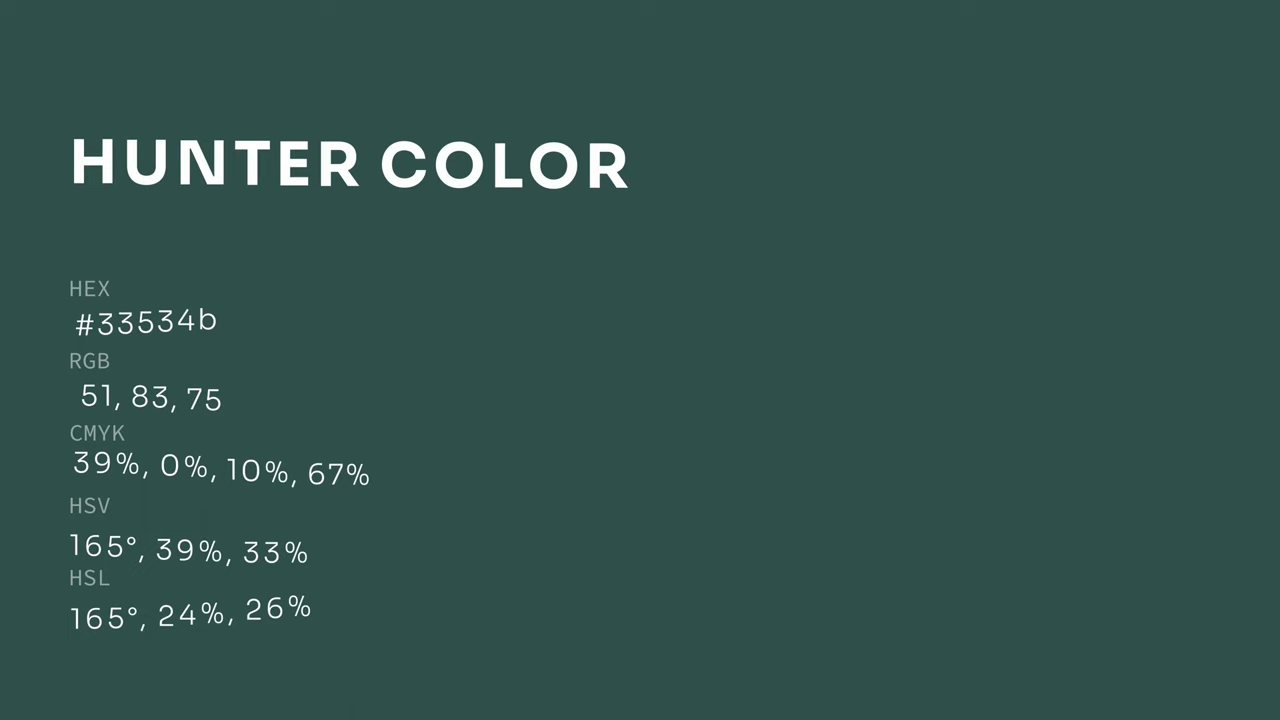 HUNTER COLOR
HEX
#33534b
RGB
51, 83, 75
CMYK
39%, 0%, 10%, 67%
HSV
165°, 39%, 33%
HSL
165°, 24%, 26%